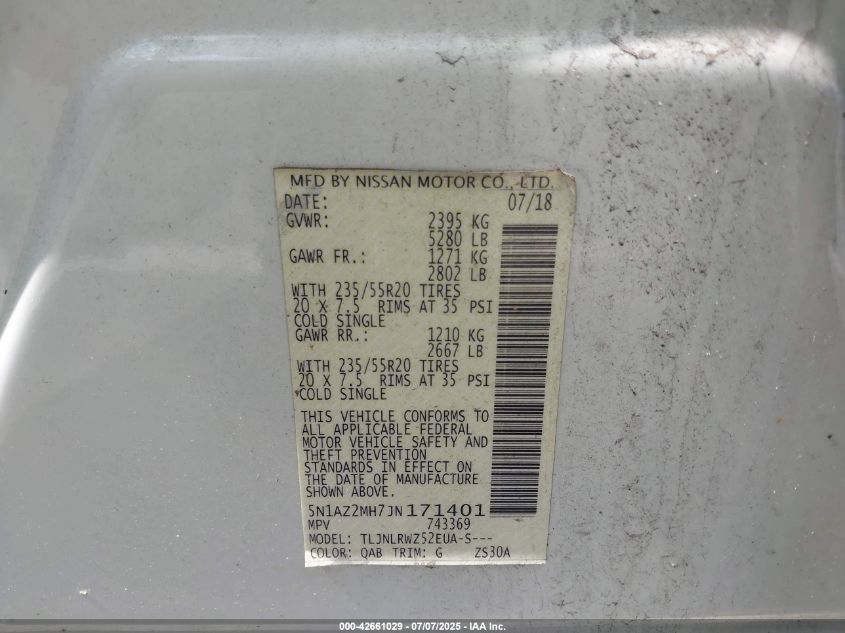 MFD BY NISSAN MOTOR CO., LTD.
DATE: 07/18
GVWR: 2395 KG
5280 LB
GAWR FR.: 1271 KG
2802 LB
WITH 235/55R20 TIRES
20 X 7.5 RIMS AT 35 PSI
COLD SINGLE
GAWR RR.: 1210 KG
2667 LB
WITH 235/55R20 TIRES
20 X 7.5 RIMS AT 35 PSI
COLD SINGLE
THIS VEHICLE CONFORMS TO
ALL APPLICABLE FEDERAL
MOTOR VEHICLE SAFETY AND
THEFT PREVENTION
STANDARDS IN EFFECT ON
THE DATE OF MANUFACTURE
SHOWN ABOVE.
5N1AZ2MH7JN171401
MPV 743369
MODEL: TLJNLRWZ52EUA-S---
COLOR: QAB TRIM: G ZS30A
000-42661029 - 07/07/2025 - IAA Inc.